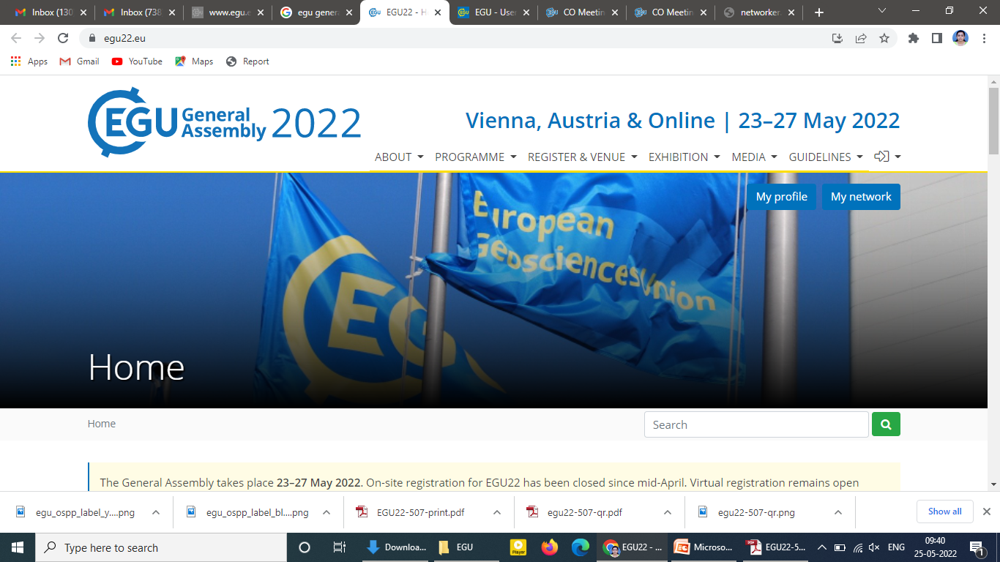 Inbox (130
Inbox (738
www.egu.e
egu genera
EGU22 - H
EGU - User
CO Meetin
CO Meetin
networker.
egu22.eu
Apps
Gmail
YouTube
Maps
Report
EGU General Assembly 2022
Vienna, Austria & Online | 23–27 May 2022
ABOUT
PROGRAMME
REGISTER & VENUE
EXHIBITION
MEDIA
GUIDELINES
My profile
My network
European
Geosciences Union
EGU
Home
Home
Search
The General Assembly takes place 23–27 May 2022. On-site registration for EGU22 has been closed since mid-April. Virtual registration remains open
egu_ospp_label_y....png
egu_ospp_label_bl....png
EGU22-507-print.pdf
egu22-507-qr.pdf
egu22-507-qr.png
Show all
Type here to search
Downloa...
EGU
Player
EGU22 - ...
Microso...
EGU22-5...
ENG
09:40
25-05-2022
1